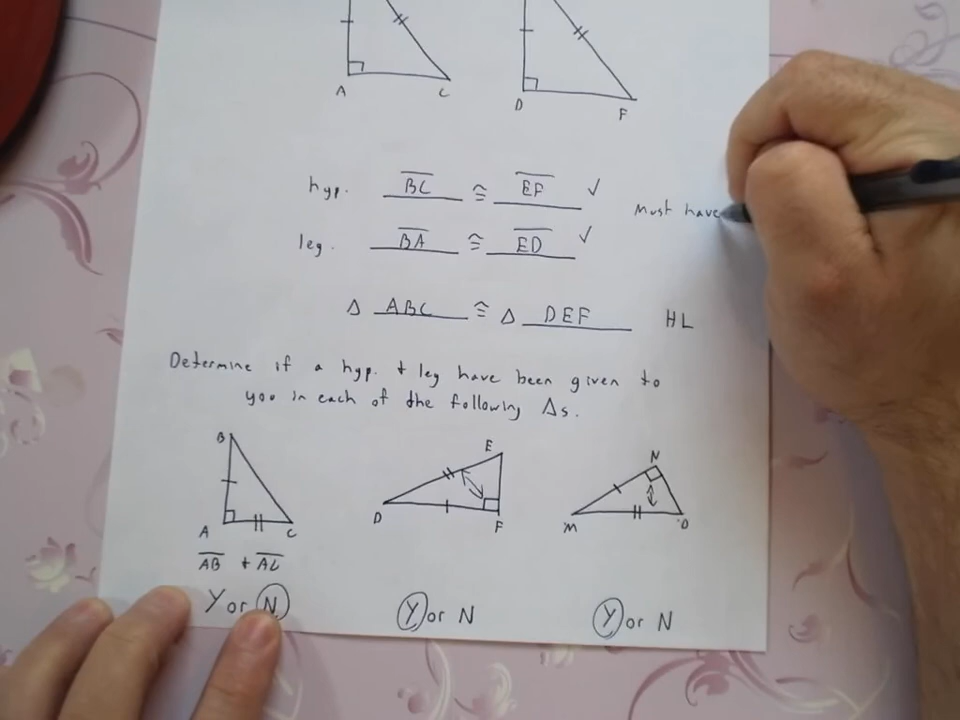 A C D F
hyp. BC ≅ EF ✓
Must have
leg. BA ≅ ED ✓
Δ ABC ≅ Δ DEF HL
Determine if a hyp. + leg have been given to
you in each of the following Δs.
B E N
D M O
A C F
AB + AC
Y or N Y or N Y or N